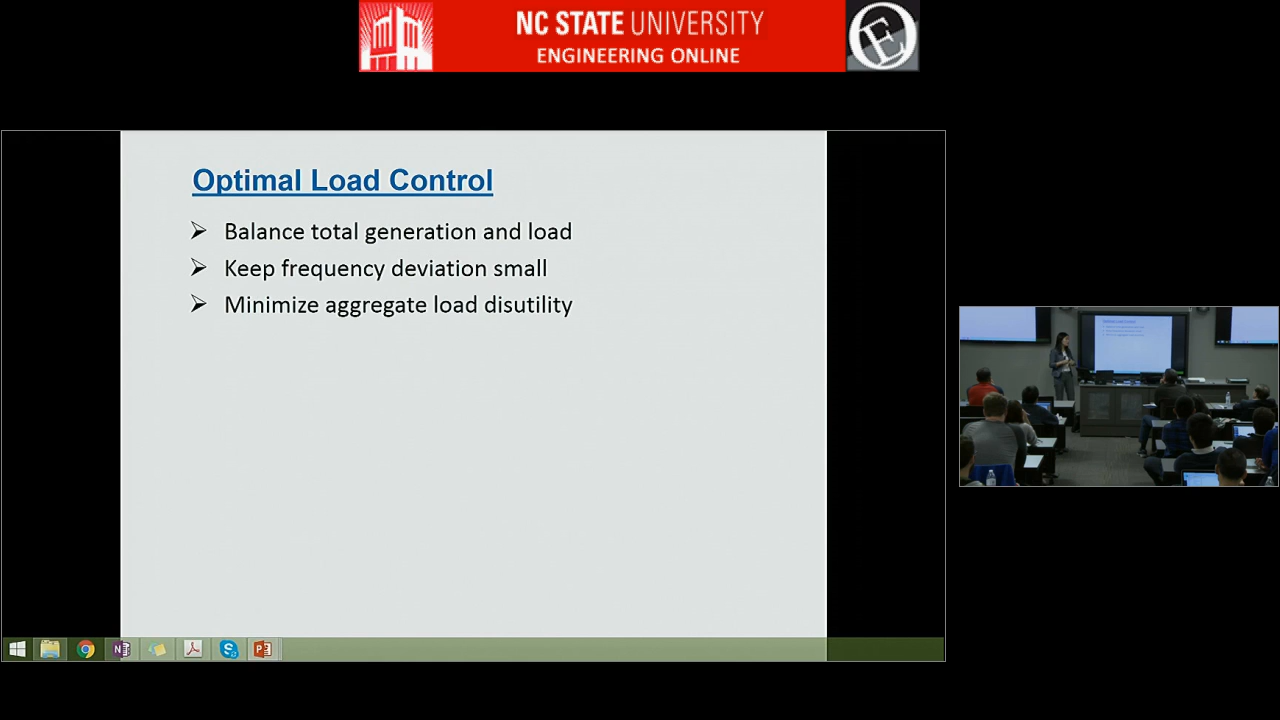 NC STATE UNIVERSITY
ENGINEERING ONLINE
Optimal Load Control
Balance total generation and load
Keep frequency deviation small
Minimize aggregate load disutility